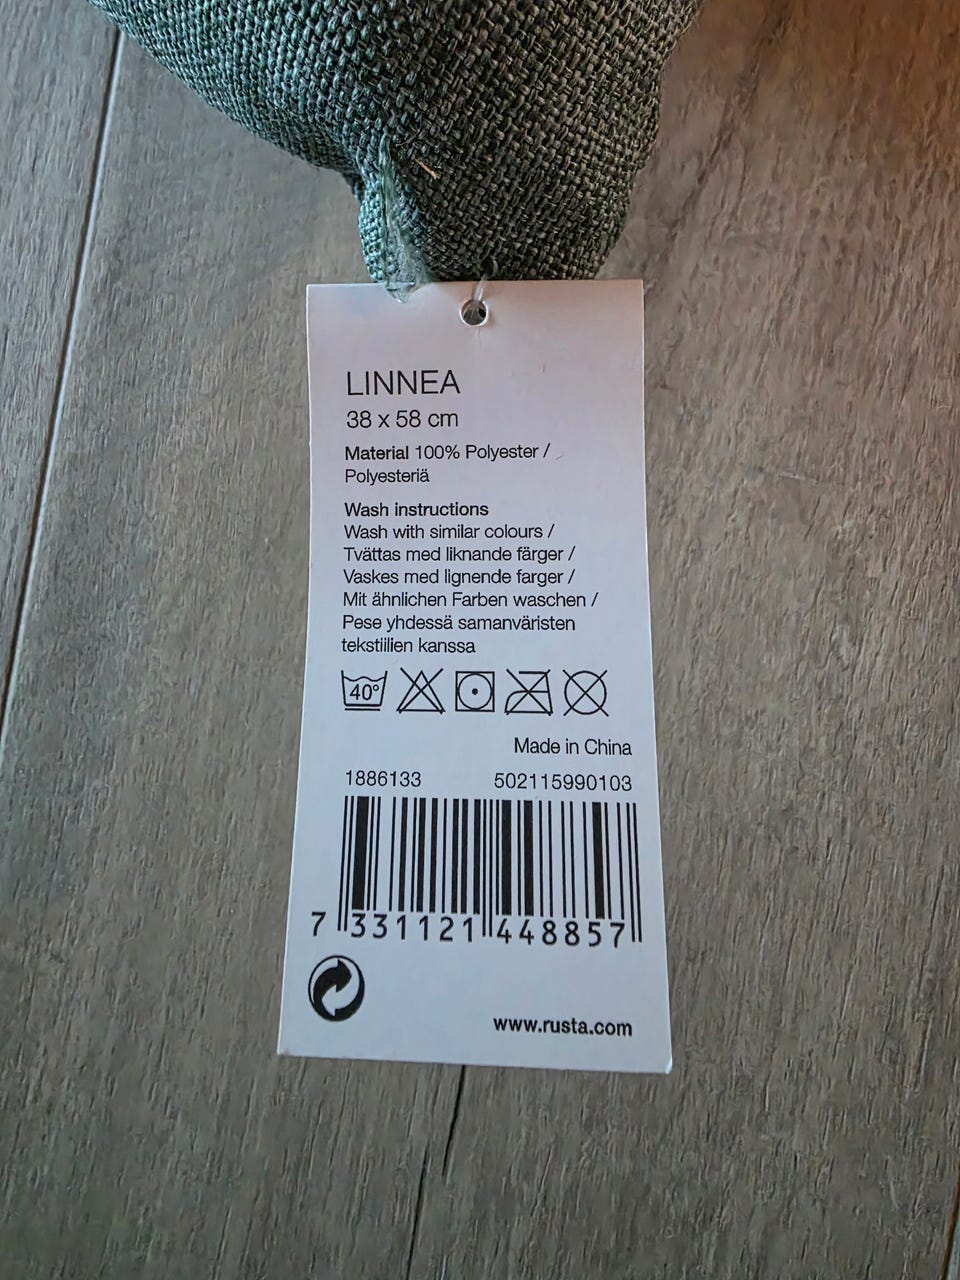 LINNEA
38 x 58 cm
Material 100% Polyester /
Polyesteriä
Wash instructions
Wash with similar colours /
Tvättas med liknande färger /
Vaskes med lignende farger /
Mit ähnlichen Farben waschen /
Pese yhdessä samanväristen
tekstiilien kanssa
40°
Made in China
1886133 502115990103
7 331121 448857
www.rusta.com